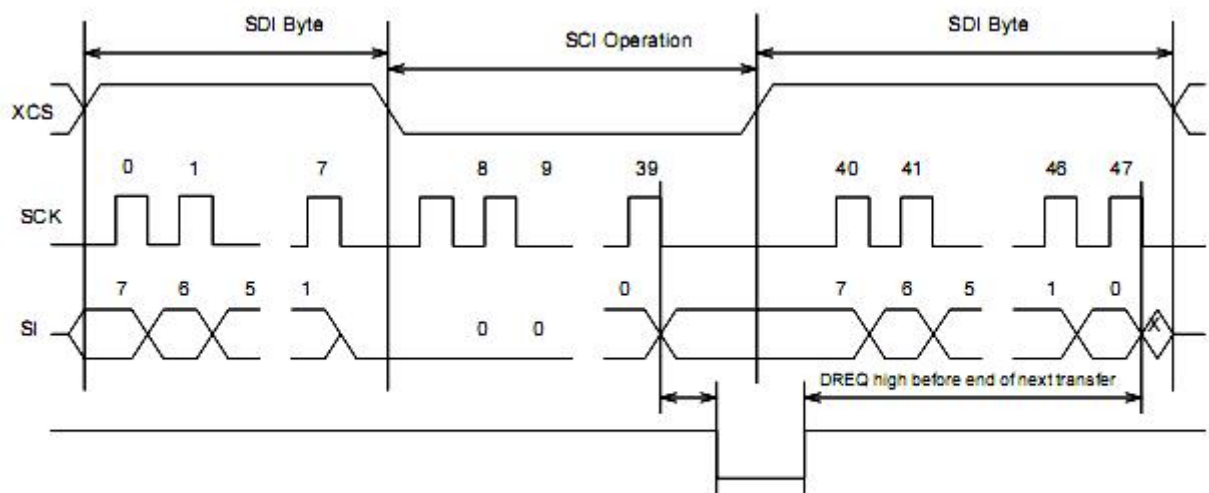 SDI Byte SCI Operation SDI Byte
XCS
0 1 7 8 9 39 40 41 46 47
SCK
7 6 5 1 0 7 6 5 1 0
SI 0 0 X
DREQ high before end of next transfer